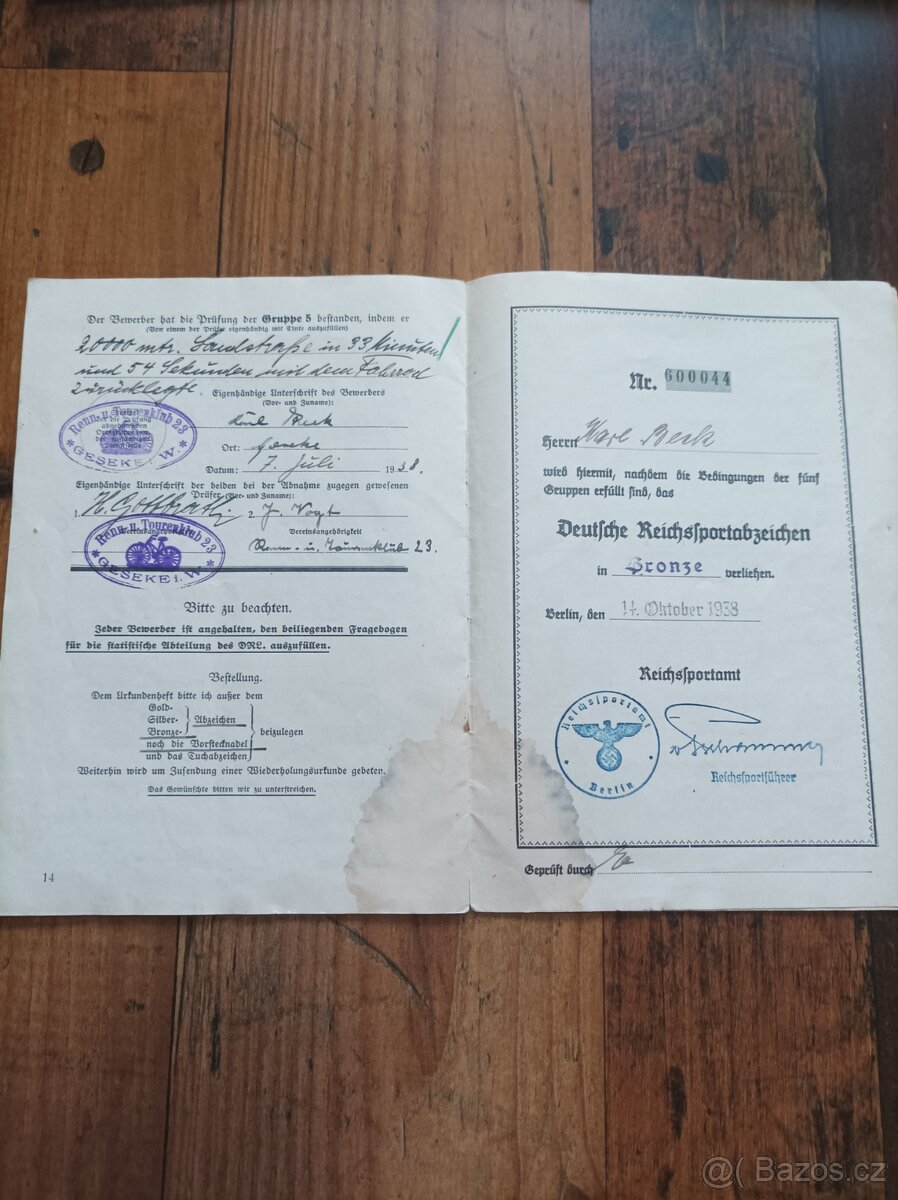 Der Bewerber hat die Prüfung der Gruppe 5 bestanden, indem er
(Von einem der Prüfer eigenhändig mit Tinte auszufüllen)
20000 mtr. Landstraße in 33 Minuten
und 54 Sekunden mit dem Fahrrad
zurücklegte.
Eigenhändige Unterschrift des Bewerbers
(Vor- und Zuname):
Karl Beck
Ort: Geseke
Datum: 7. Juli 1938.
Renn- u. Tourenklub 23
GESEKE i. W.
Eigenhändige Unterschrift der beiden bei der Abnahme zugegen gewesenen
Prüfer (Vor- und Zuname):
1. 2. J. Vogt
Vereinsangehörigkeit
Renn- u. Tourenklub 23.
Renn- u. Tourenklub 23
GESEKE i. W.
Bitte zu beachten.
Jeder Bewerber ist angehalten, den beiliegenden Fragebogen
für die statistische Abteilung des DRL. auszufüllen.
Bestellung.
Dem Urkundenheft bitte ich außer dem
Gold-
Silber- Abzeichen
Bronze- beizulegen
noch die Vorstecknadel
und das Tuchabzeichen
Weiterhin wird um Zusendung einer Wiederholungsurkunde gebeten.
Das Gewünschte bitten wir zu unterstreichen.
14
Nr. 600044
Herrn Karl Beck
wird hiermit, nachdem die Bedingungen der fünf
Gruppen erfüllt sind, das
Deutsche Reichssportabzeichen
in Bronze verliehen.
Berlin, den 14. Oktober 1938
Reichssportamt
Reichssportamt
Berlin
Reichssportführer
Geprüft durch
@( Bazos.cz